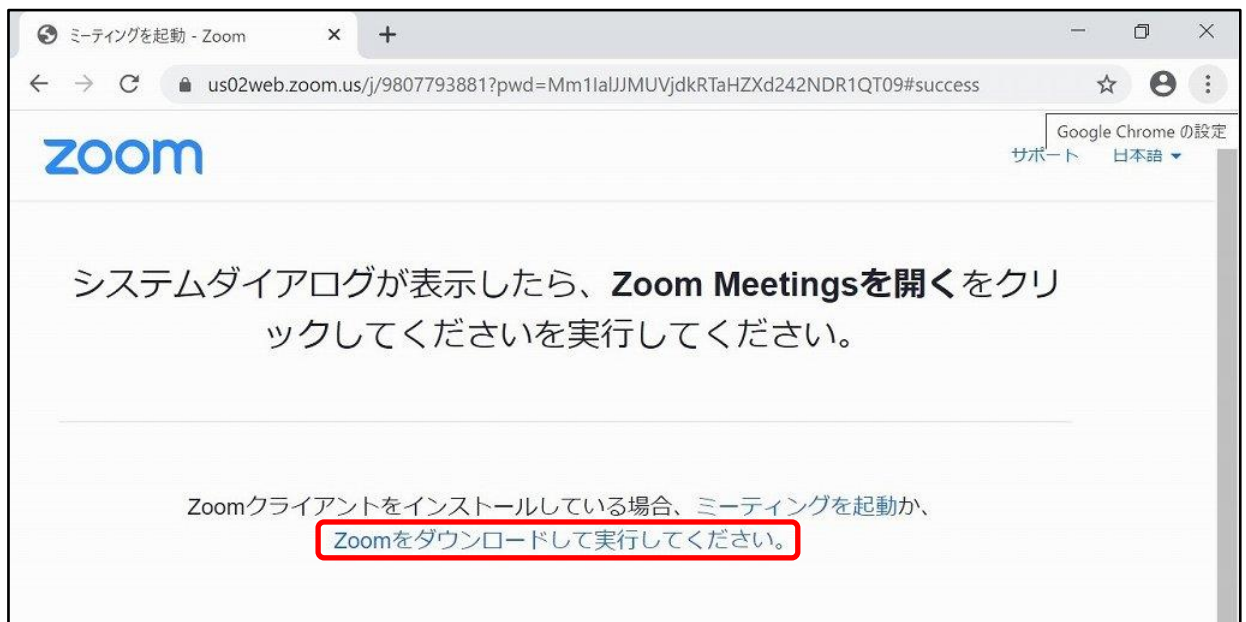 ミーティングを起動 - Zoom
us02web.zoom.us/j/9807793881?pwd=Mm1IalJJMUVjdkRTaHZXd242NDR1QT09#success
Google Chrome の設定
zoom
サポート 日本語
システムダイアログが表示したら、Zoom Meetingsを開くをクリ
ックしてくださいを実行してください。
Zoomクライアントをインストールしている場合、ミーティングを起動か、
Zoomをダウンロードして実行してください。